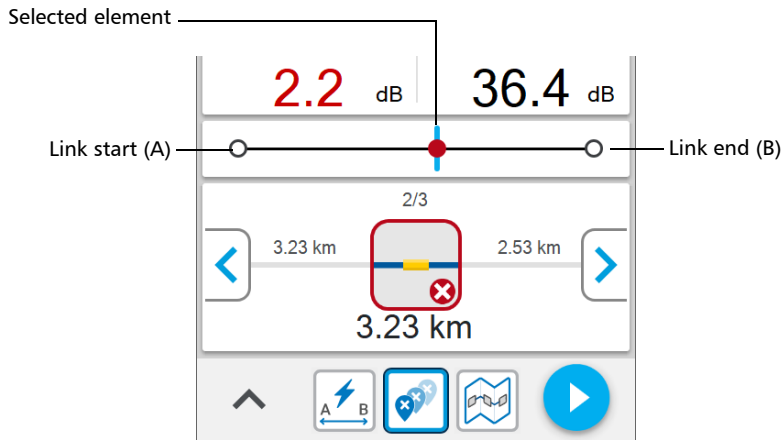 Selected element
2.2 dB 36.4 dB
Link start (A)
Link end (B)
2/3
3.23 km
2.53 km
3.23 km
A B